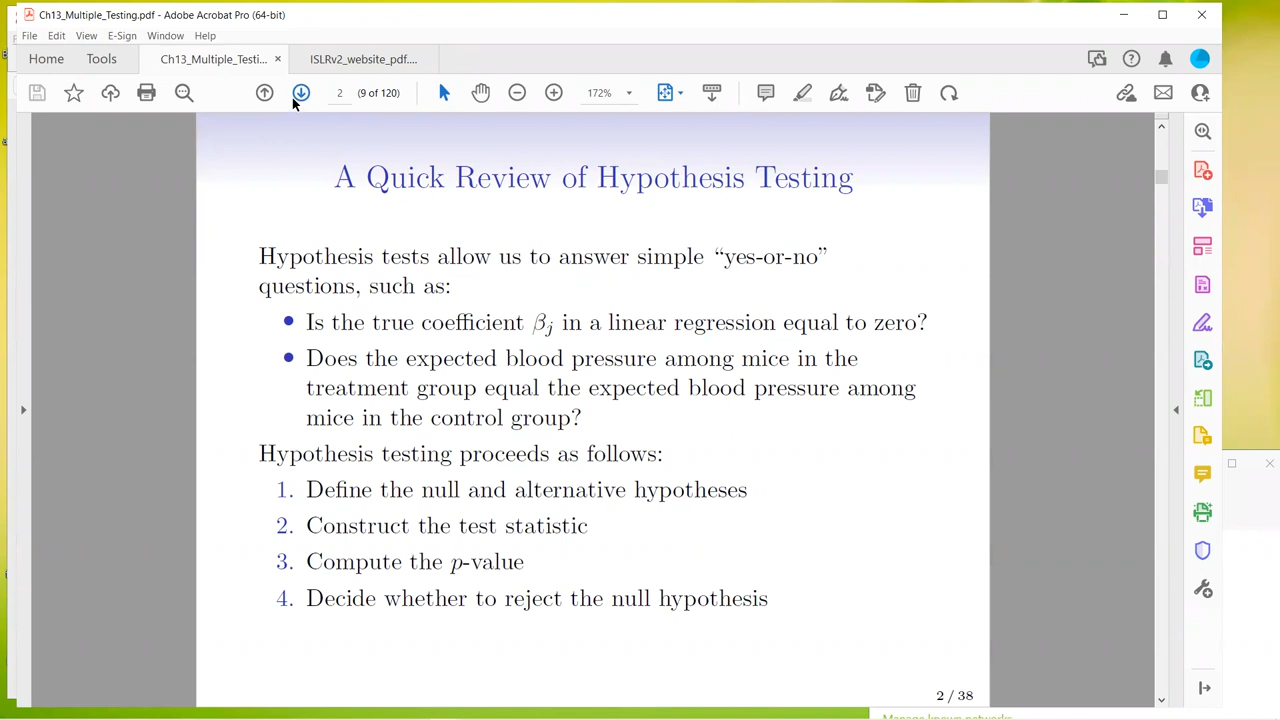 Ch13_Multiple_Testing.pdf - Adobe Acrobat Pro (64-bit)
File Edit View E-Sign Window Help
Home Tools Ch13_Multiple_Testi... × ISLRv2_website_pdf....
2 (9 of 120) 172%
A Quick Review of Hypothesis Testing
Hypothesis tests allow us to answer simple “yes-or-no”
questions, such as:
• Is the true coefficient βj in a linear regression equal to zero?
• Does the expected blood pressure among mice in the
treatment group equal the expected blood pressure among
mice in the control group?
Hypothesis testing proceeds as follows:
1. Define the null and alternative hypotheses
2. Construct the test statistic
3. Compute the p-value
4. Decide whether to reject the null hypothesis
2 / 38
Manage known networks